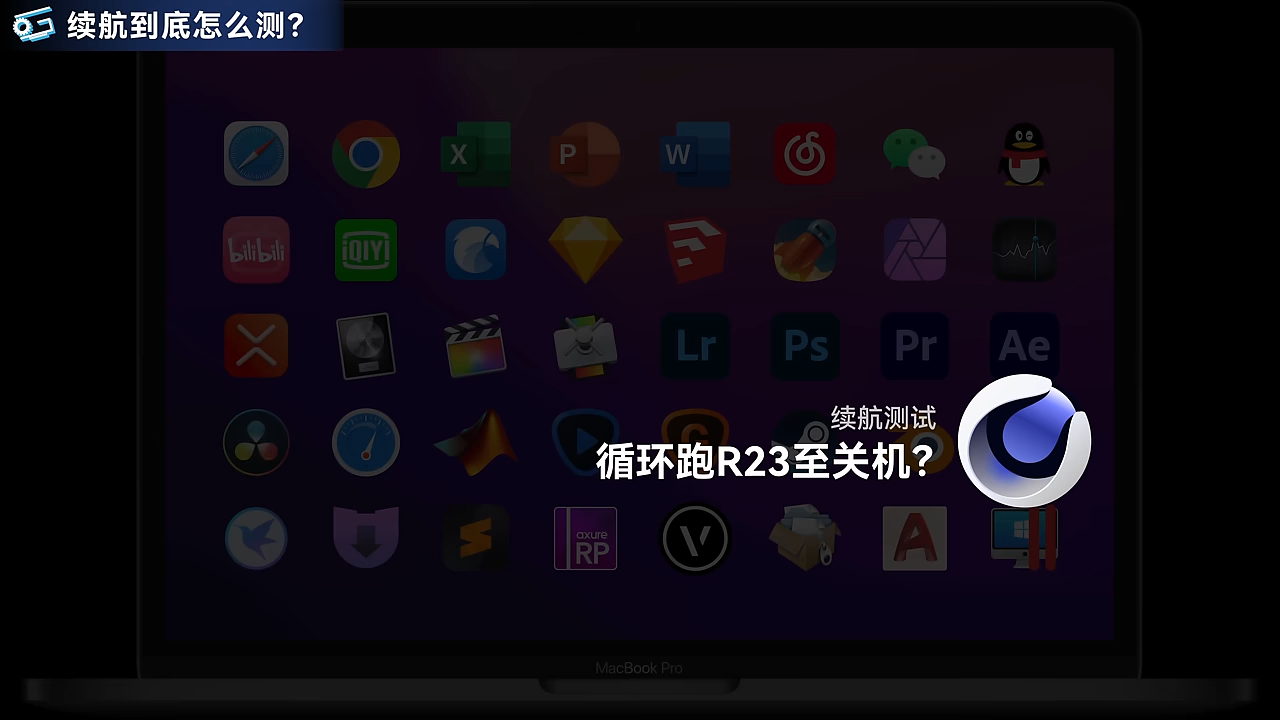 续航到底怎么测？
X
P
W
bilibili
iQIYI
Lr
Ps
Pr
Ae
续航测试
循环跑R23至关机？
axure
RP
MacBook Pro